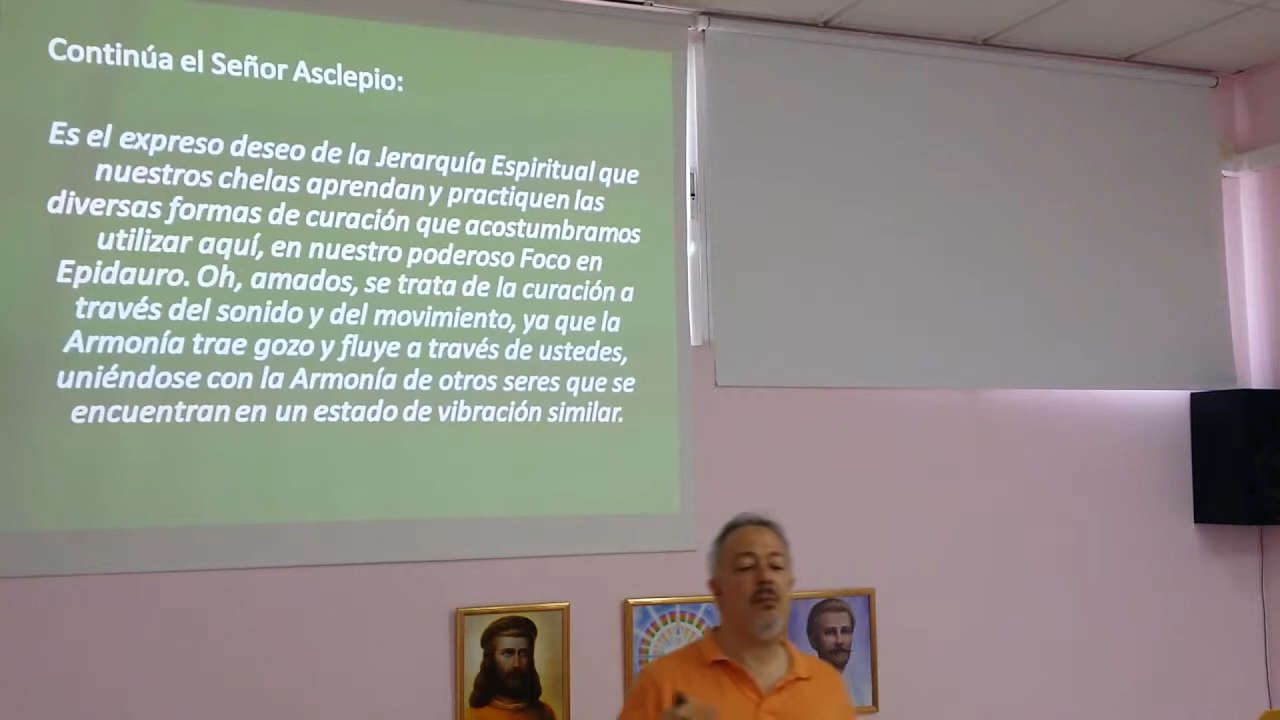 Continúa el Señor Asclepio:
Es el expreso deseo de la Jerarquía Espiritual que
nuestros chelas aprendan y practiquen las
diversas formas de curación que acostumbramos
utilizar aquí, en nuestro poderoso Foco en
Epidauro. Oh, amados, se trata de la curación a
través del sonido y del movimiento, ya que la
Armonía trae gozo y fluye a través de ustedes,
uniéndose con la Armonía de otros seres que se
encuentran en un estado de vibración similar.